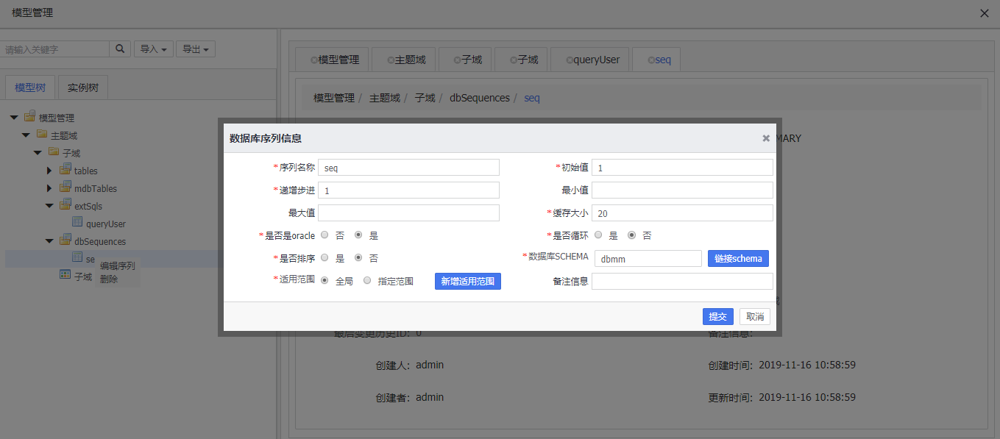 模型管理
请输入关键字
导入
导出
模型树
实例树
模型管理
主题域
子域
tables
mdbTables
extSqls
queryUser
dbSequences
se
编辑序列
删除
子域
模型管理
主题域
子域
子域
queryUser
seq
模型管理 / 主题域 / 子域 / dbSequences / seq
MARY
数据库序列信息
*序列名称 seq
*初始值 1
*递增步进 1
最小值
最大值
*缓存大小 20
*是否是oracle 否 是
*是否循环 是 否
*是否排序 是 否
*数据库SCHEMA dbmm 链接schema
*适用范围 全局 指定范围 新增适用范围
备注信息
提交 取消
最后变更历史ID: 0
备注信息:
创建人: admin
创建时间: 2019-11-16 10:58:59
创建者: admin
更新时间: 2019-11-16 10:58:59